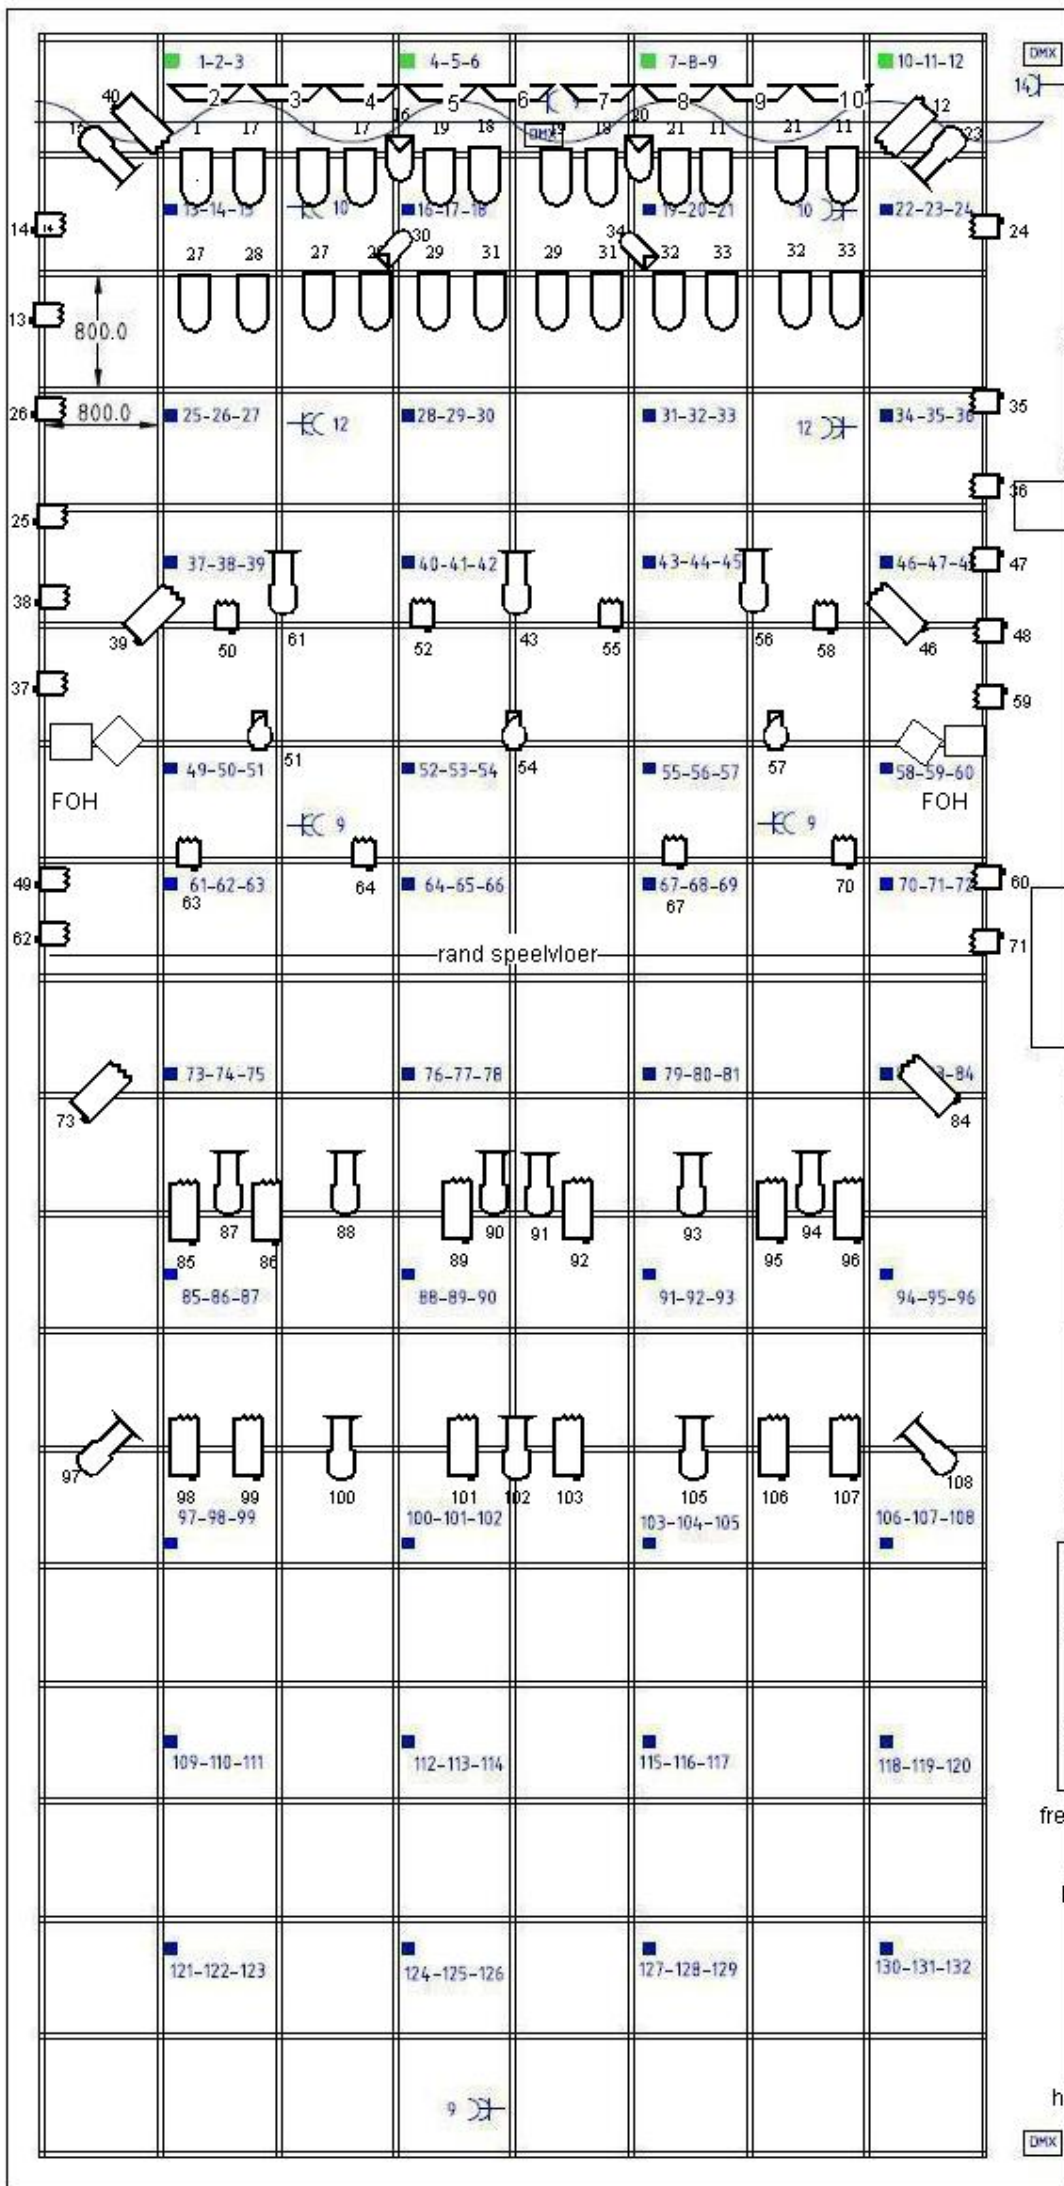 1-2-3 4-5-6 7-8-9 10-11-12 DMX
14
2 3 4 5 6 7 8 9 10
40 12
1 17 1 17 16 19 18 DMX 19 18 20 21 11 21 11 23
13-14-15 10 16-17-18 19-20-21 10 22-23-24
14 14 24
30 34
27 28 27 28 29 31 29 31 32 33 32 33
13 800.0
26 800.0 35
25-26-27 12 28-29-30 31-32-33 12 34-35-36
36
25
37-38-39 40-41-42 43-44-45 46-47-48 47
38
39 50 61 52 43 55 56 58 46 48
37 59
51 54 57
49-50-51 52-53-54 55-56-57 58-59-60
FOH FOH
9 9
49 61-62-63 64 64-65-66 67-68-69 70 70-71-72 60
63 67
62 71
rand speelvloer
73-74-75 76-77-78 79-80-81 3-84
73 84
87 88 90 91 93 94
85 86 89 92 95 96
85-86-87 88-89-90 91-92-93 94-95-96
97 108
98 99 100 101 102 103 105 106 107
97-98-99 100-101-102 103-104-105 106-107-108
109-110-111 112-113-114 115-116-117 118-119-120
fre
121-122-123 124-125-126 127-128-129 130-131-132
h
9
DMX